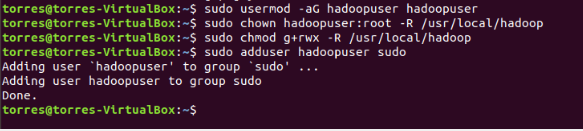 torres@torres-VirtualBox:~$ sudo usermod -aG hadoopuser hadoopuser
torres@torres-VirtualBox:~$ sudo chown hadoopuser:root -R /usr/local/hadoop
torres@torres-VirtualBox:~$ sudo chmod g+rwx -R /usr/local/hadoop
torres@torres-VirtualBox:~$ sudo adduser hadoopuser sudo
Adding user `hadoopuser' to group `sudo' ...
Adding user hadoopuser to group sudo
Done.
torres@torres-VirtualBox:~$